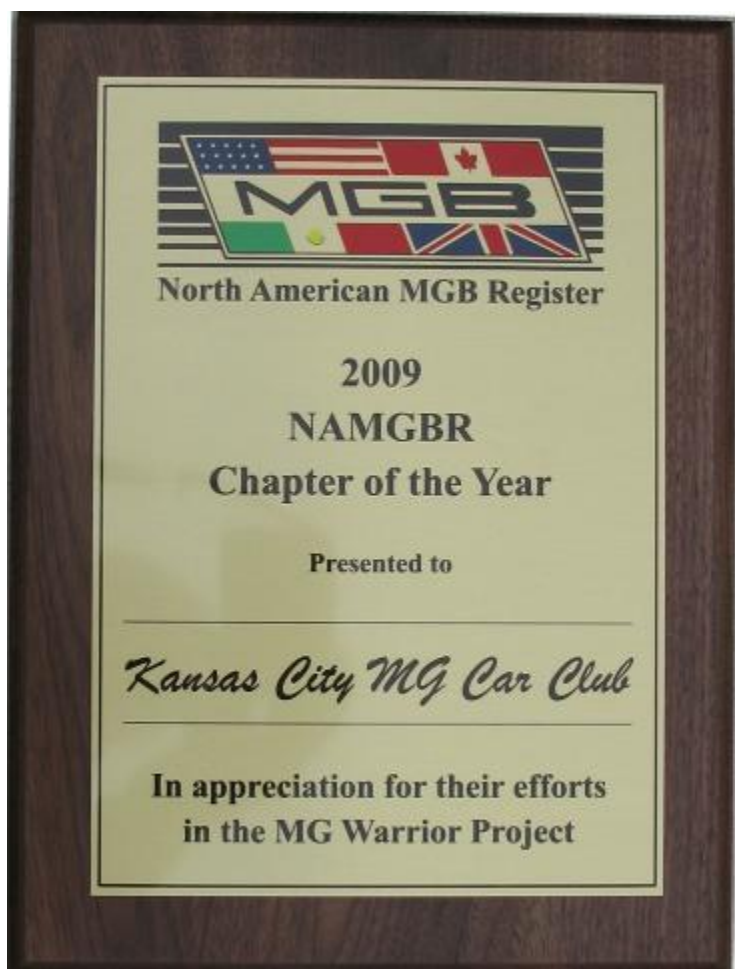 MGB
North American MGB Register
2009
NAMGBR
Chapter of the Year
Presented to
Kansas City MG Car Club
In appreciation for their efforts
in the MG Warrior Project